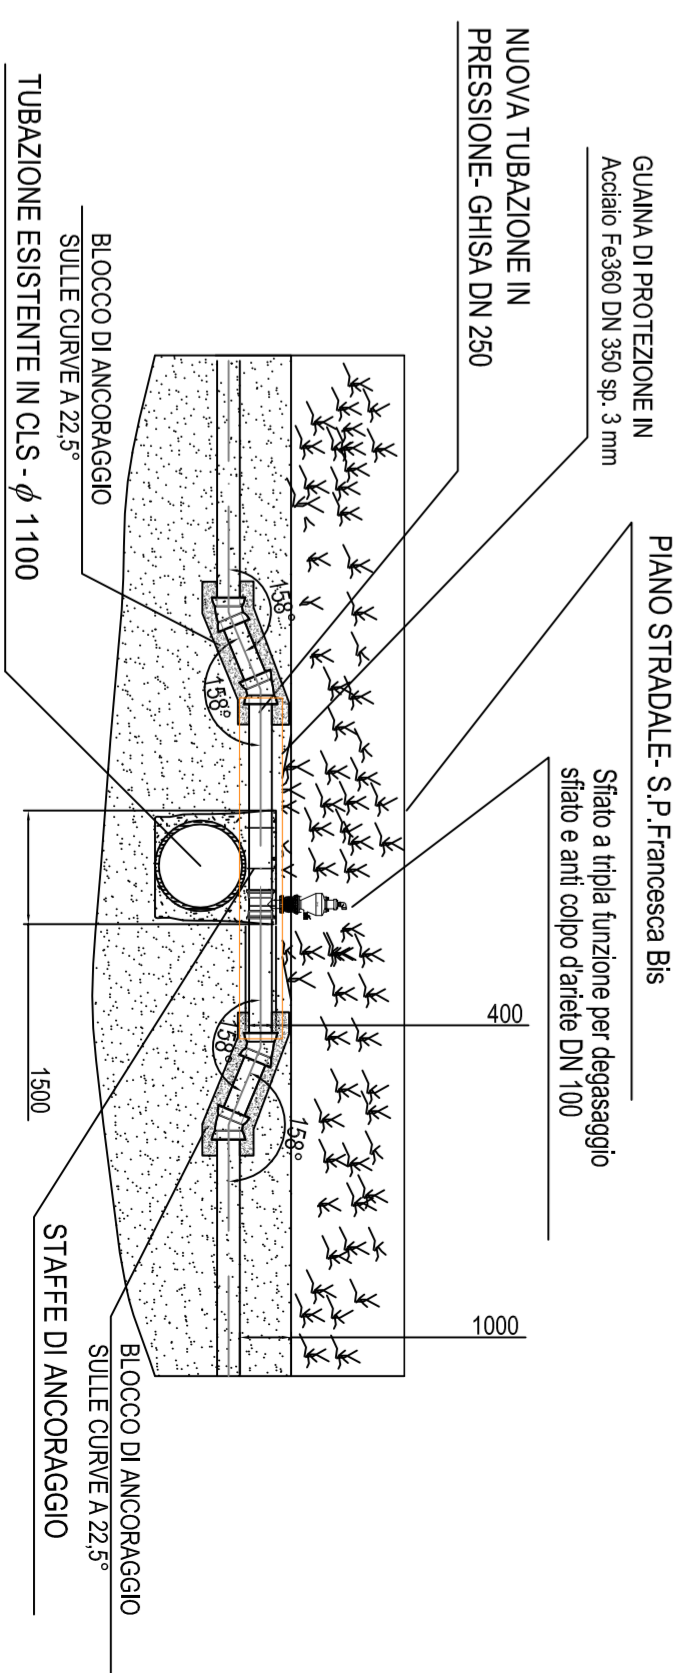 PIANO STRADALE- S.P.Francesca Bis
GUAINA DI PROTEZIONE IN
Acciaio Fe360 DN 350 sp. 3 mm
Sfiato a tripla funzione per degasaggio
sfiato e anti colpo d'ariete DN 100
NUOVA TUBAZIONE IN
PRESSIONE- GHISA DN 250
400
1000
158°
158°
158°
158°
1500
BLOCCO DI ANCORAGGIO
SULLE CURVE A 22,5°
BLOCCO DI ANCORAGGIO
SULLE CURVE A 22,5°
STAFFE DI ANCORAGGIO
TUBAZIONE ESISTENTE IN CLS - ϕ 1100